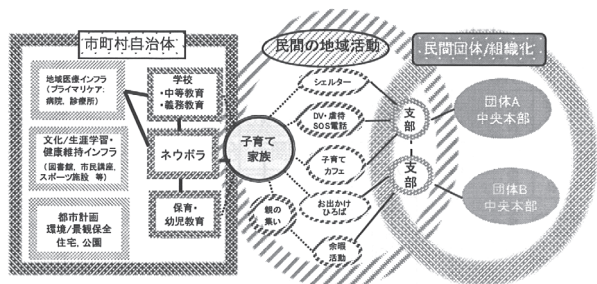 市町村自治体
地域医療インフラ
(プライマリケア:
病院, 診療所)
文化/生涯学習・
健康維持インフラ
(図書館, 市民講座,
スポーツ施設 等)
都市計画
環境/景観保全
住宅, 公園
学校
・中等教育
・義務教育
ネウボラ
保育・
幼児教育
子育て
家族
民間の地域活動
シェルター
DV・虐待
SOS電話
子育て
カフェ
お出かけ
ひろば
親の
集い
余暇
活動
民間団体/組織化
支
部
支
部
団体A
中央本部
団体B
中央本部